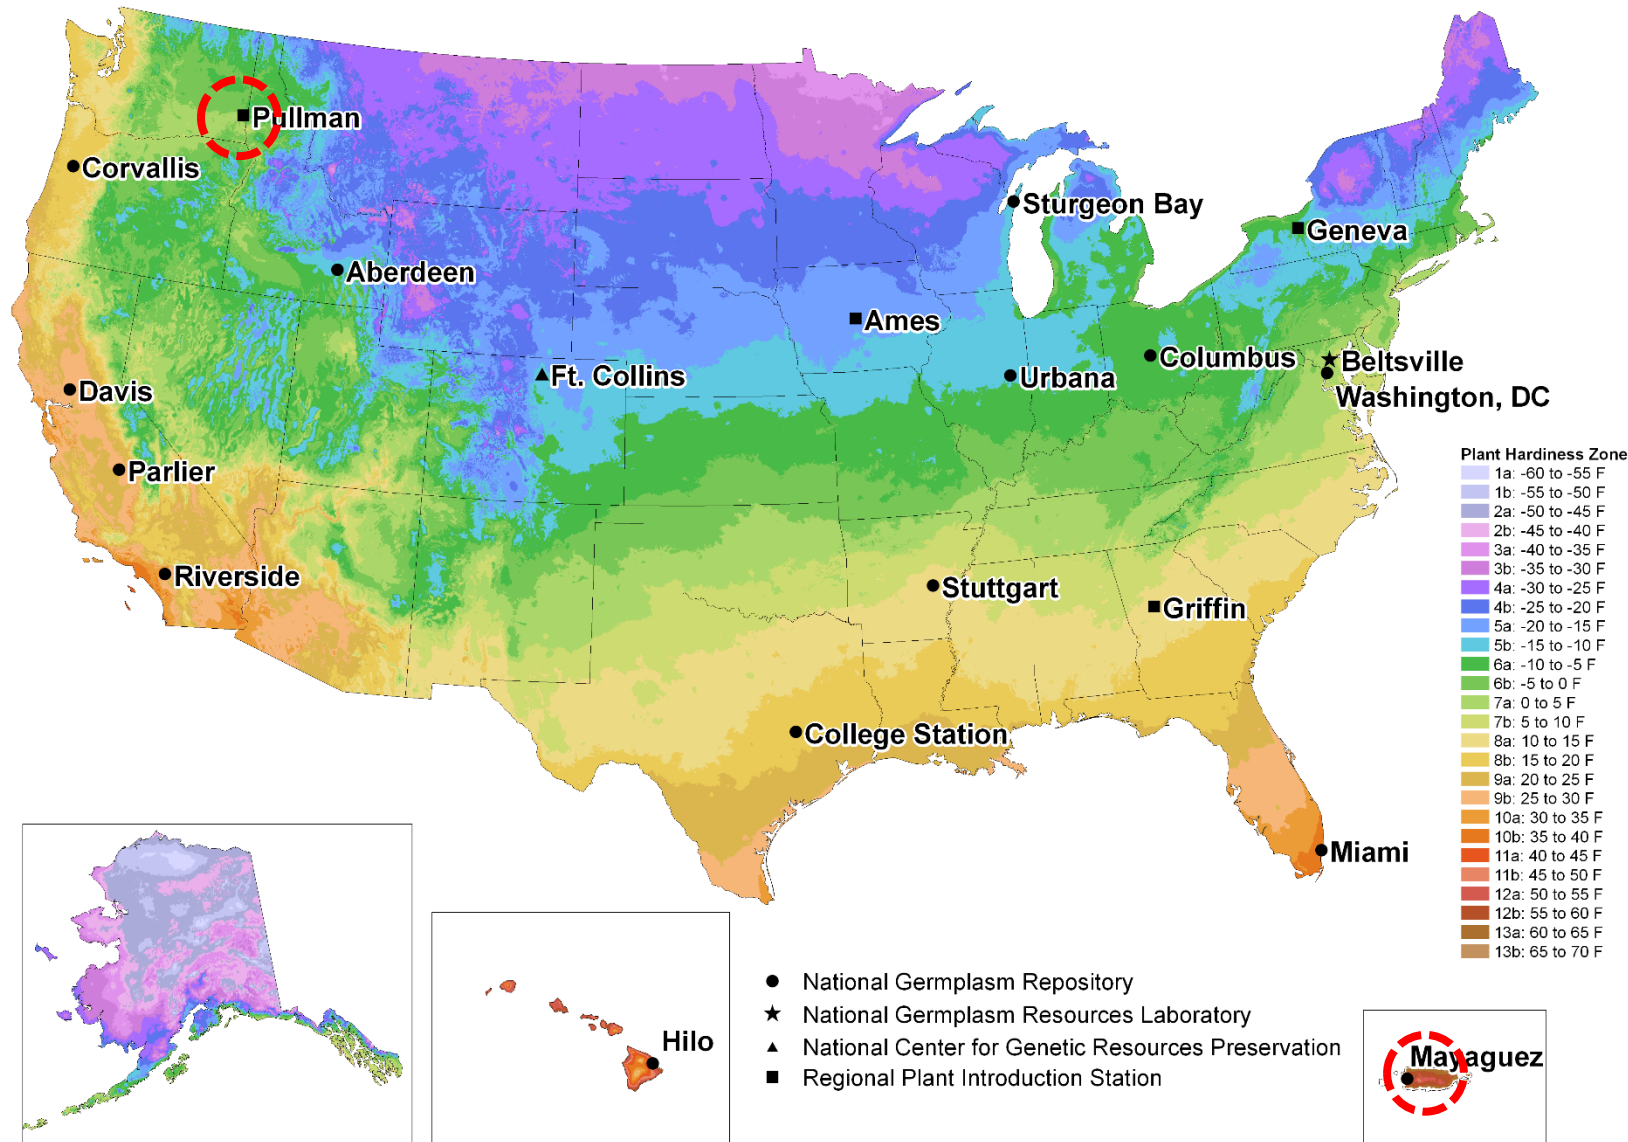 Pullman
Corvallis
Sturgeon Bay
Geneva
Aberdeen
Ames
Columbus
Beltsville
Ft. Collins
Urbana
Davis
Washington, DC
Parlier
Riverside
Stuttgart
Griffin
College Station
Miami
Plant Hardiness Zone
1a: -60 to -55 F
1b: -55 to -50 F
2a: -50 to -45 F
2b: -45 to -40 F
3a: -40 to -35 F
3b: -35 to -30 F
4a: -30 to -25 F
4b: -25 to -20 F
5a: -20 to -15 F
5b: -15 to -10 F
6a: -10 to -5 F
6b: -5 to 0 F
7a: 0 to 5 F
7b: 5 to 10 F
8a: 10 to 15 F
8b: 15 to 20 F
9a: 20 to 25 F
9b: 25 to 30 F
10a: 30 to 35 F
10b: 35 to 40 F
11a: 40 to 45 F
11b: 45 to 50 F
12a: 50 to 55 F
12b: 55 to 60 F
13a: 60 to 65 F
13b: 65 to 70 F
Hilo
National Germplasm Repository
National Germplasm Resources Laboratory
National Center for Genetic Resources Preservation
Regional Plant Introduction Station
Mayaguez